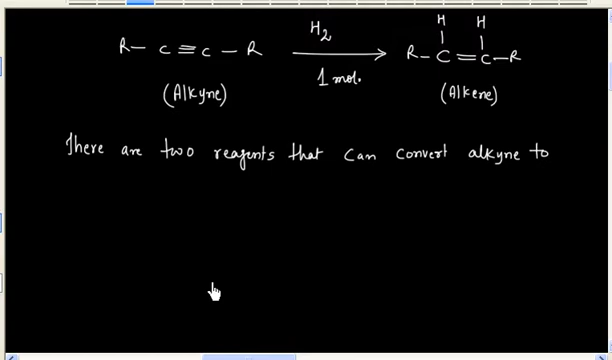 H H
R— C ≡ C — R H2 R — C = C — R
1 mol.
(Alkyne) (Alkene)
There are two reagents that can convert alkyne to